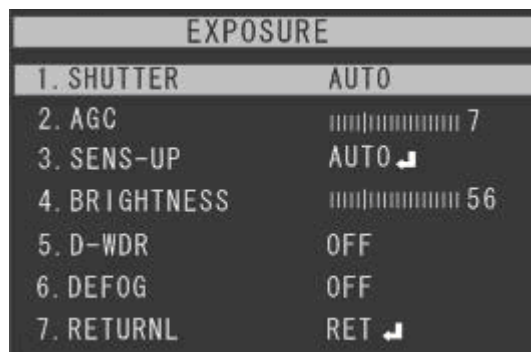 EXPOSURE
1. SHUTTER AUTO
2. AGC 7
3. SENS-UP AUTO
4. BRIGHTNESS 56
5. D-WDR OFF
6. DEFOG OFF
7. RETURNL RET